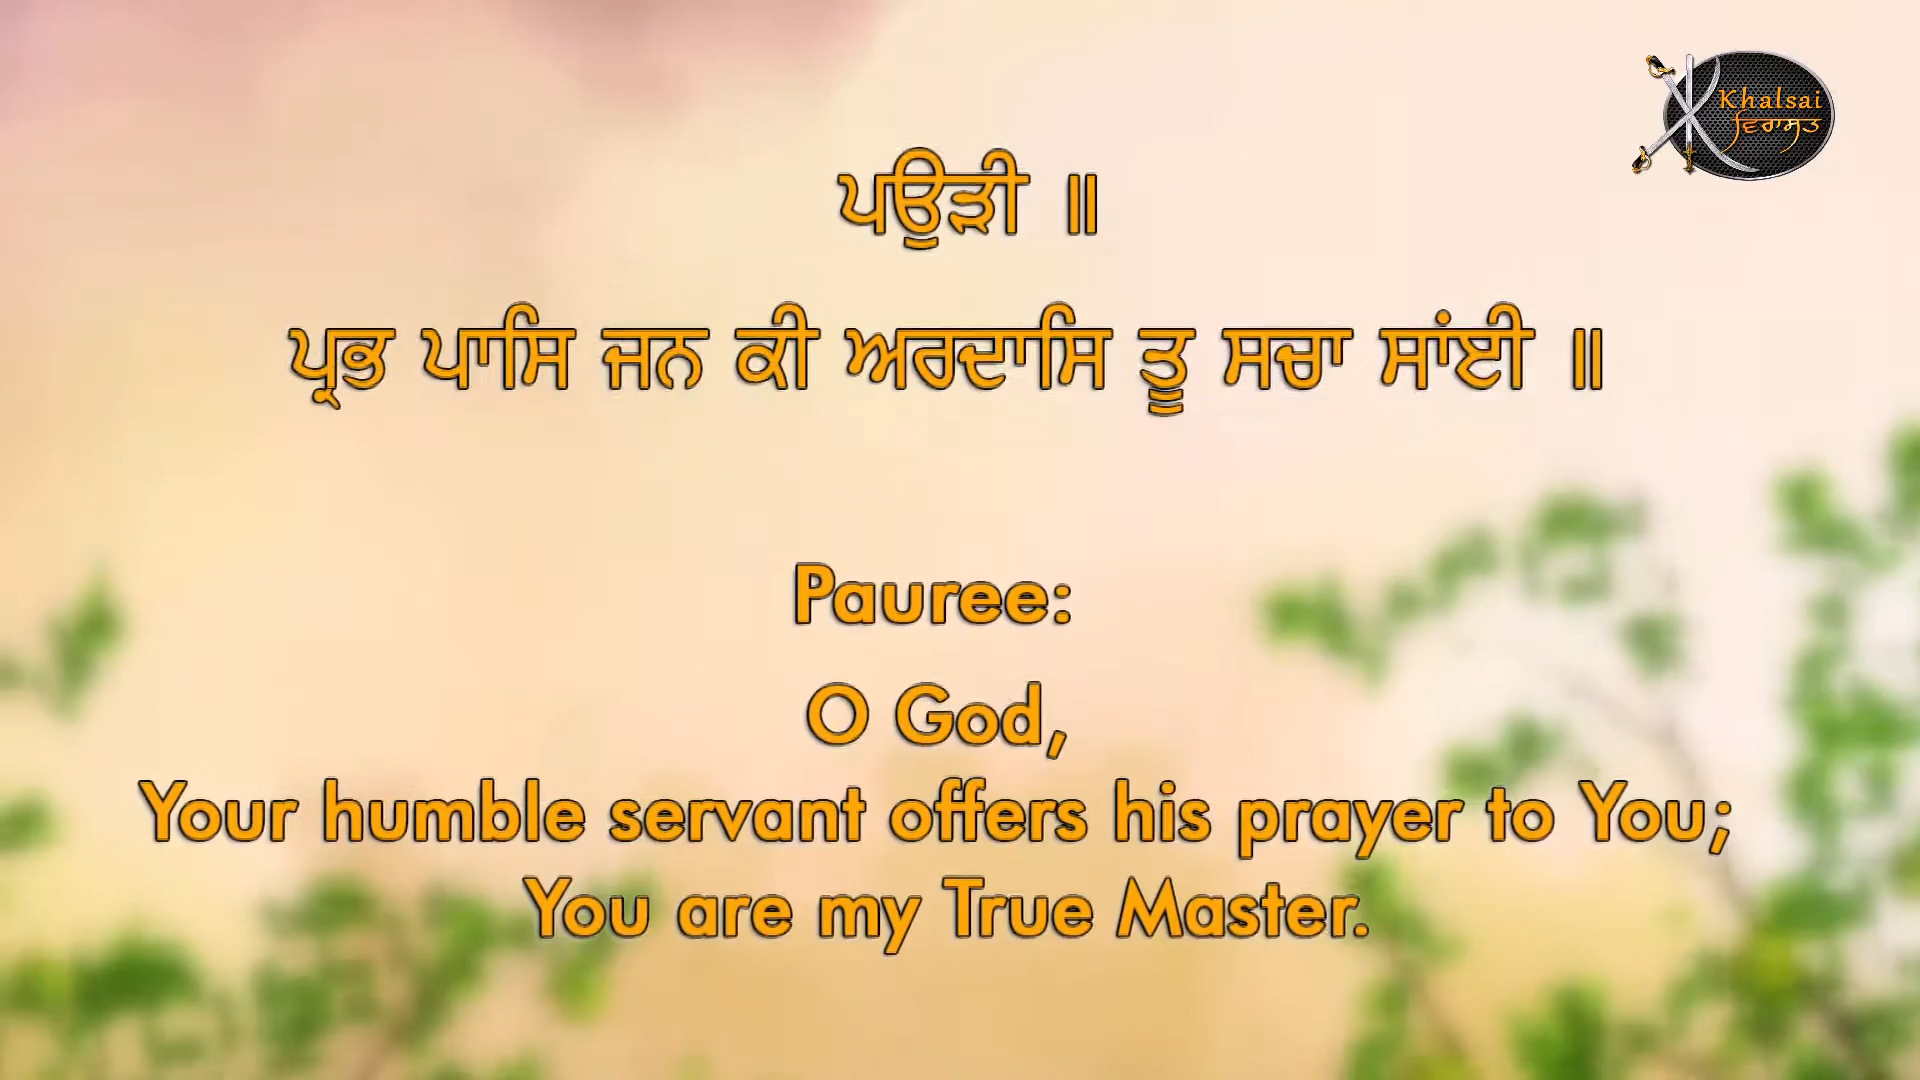 Khalsai
ਵਿਰਾਸਤ
ਪਉੜੀ ॥
ਪ੍ਰਭ ਪਾਸਿ ਜਨ ਕੀ ਅਰਦਾਸਿ ਤੂ ਸਚਾ ਸਾਂਈ ॥
Pauree:
O God,
Your humble servant offers his prayer to You;
You are my True Master.